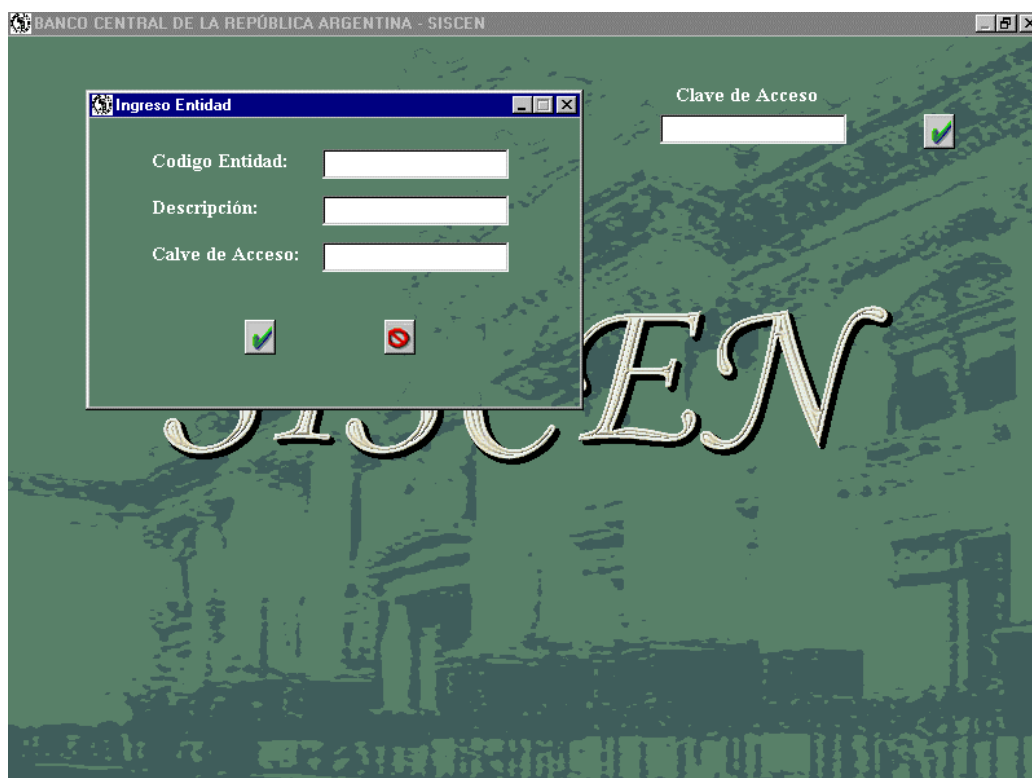 BANCO CENTRAL DE LA REPÚBLICA ARGENTINA - SISCEN
Ingreso Entidad
Codigo Entidad:
Descripción:
Calve de Acceso:
Clave de Acceso
SISCEN